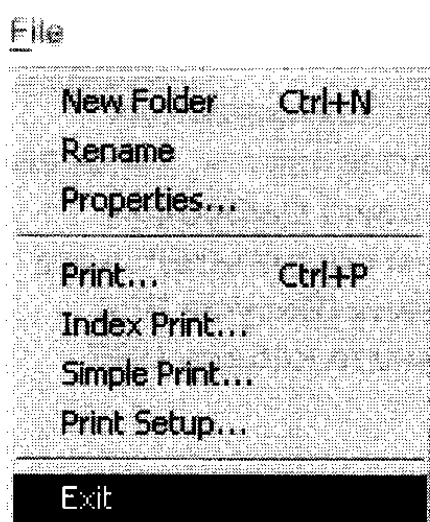 File
New Folder Ctrl+N
Rename
Properties...
Print... Ctrl+P
Index Print...
Simple Print...
Print Setup...
Exit